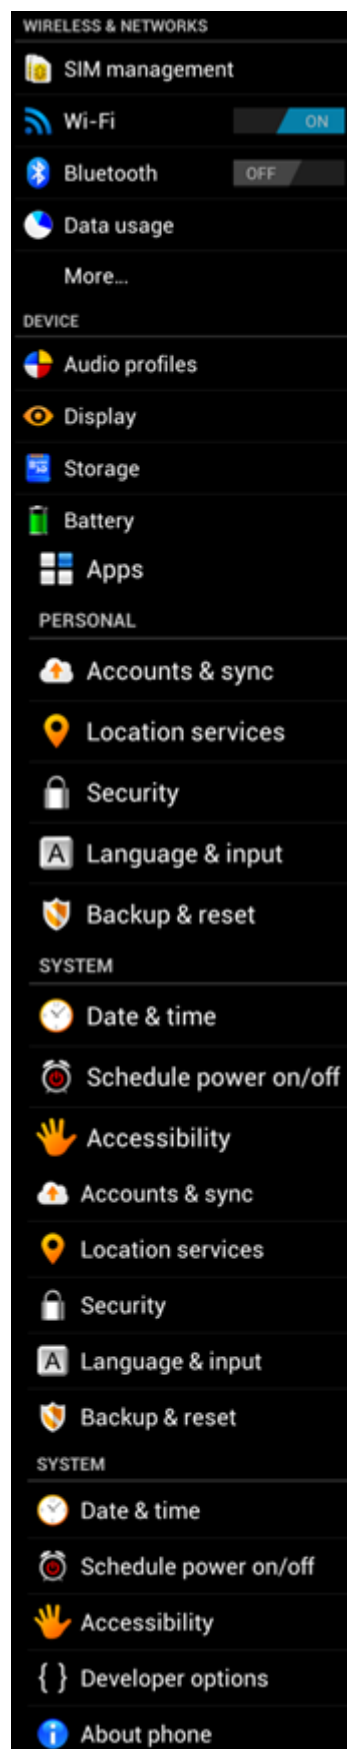 WIRELESS & NETWORKS
SIM management
Wi-Fi ON
Bluetooth OFF
Data usage
More...
DEVICE
Audio profiles
Display
Storage
Battery
Apps
PERSONAL
Accounts & sync
Location services
Security
A Language & input
Backup & reset
SYSTEM
Date & time
Schedule power on/off
Accessibility
Accounts & sync
Location services
Security
A Language & input
Backup & reset
SYSTEM
Date & time
Schedule power on/off
Accessibility
{ } Developer options
i About phone